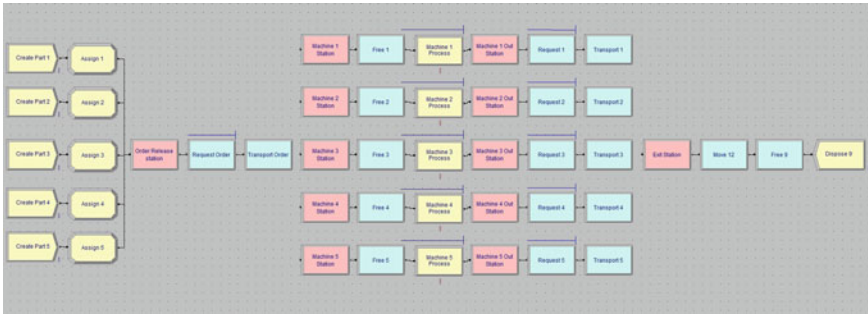 Create Part 1
Assign 1
Create Part 2
Assign 2
Create Part 3
Assign 3
Create Part 4
Assign 4
Create Part 5
Assign 5
Order Release
station
Request Order
Transport Order
Machine 1
Station
Free 1
Machine 1
Process
Machine 1 Out
Station
Request 1
Transport 1
Machine 2
Station
Free 2
Machine 2
Process
Machine 2 Out
Station
Request 2
Transport 2
Machine 3
Station
Free 3
Machine 3
Process
Machine 3 Out
Station
Request 3
Transport 3
Machine 4
Station
Free 4
Machine 4
Process
Machine 4 Out
Station
Request 4
Transport 4
Machine 5
Station
Free 5
Machine 5
Process
Machine 5 Out
Station
Request 5
Transport 5
Exit Station
Move 12
Free 9
Dispose 9